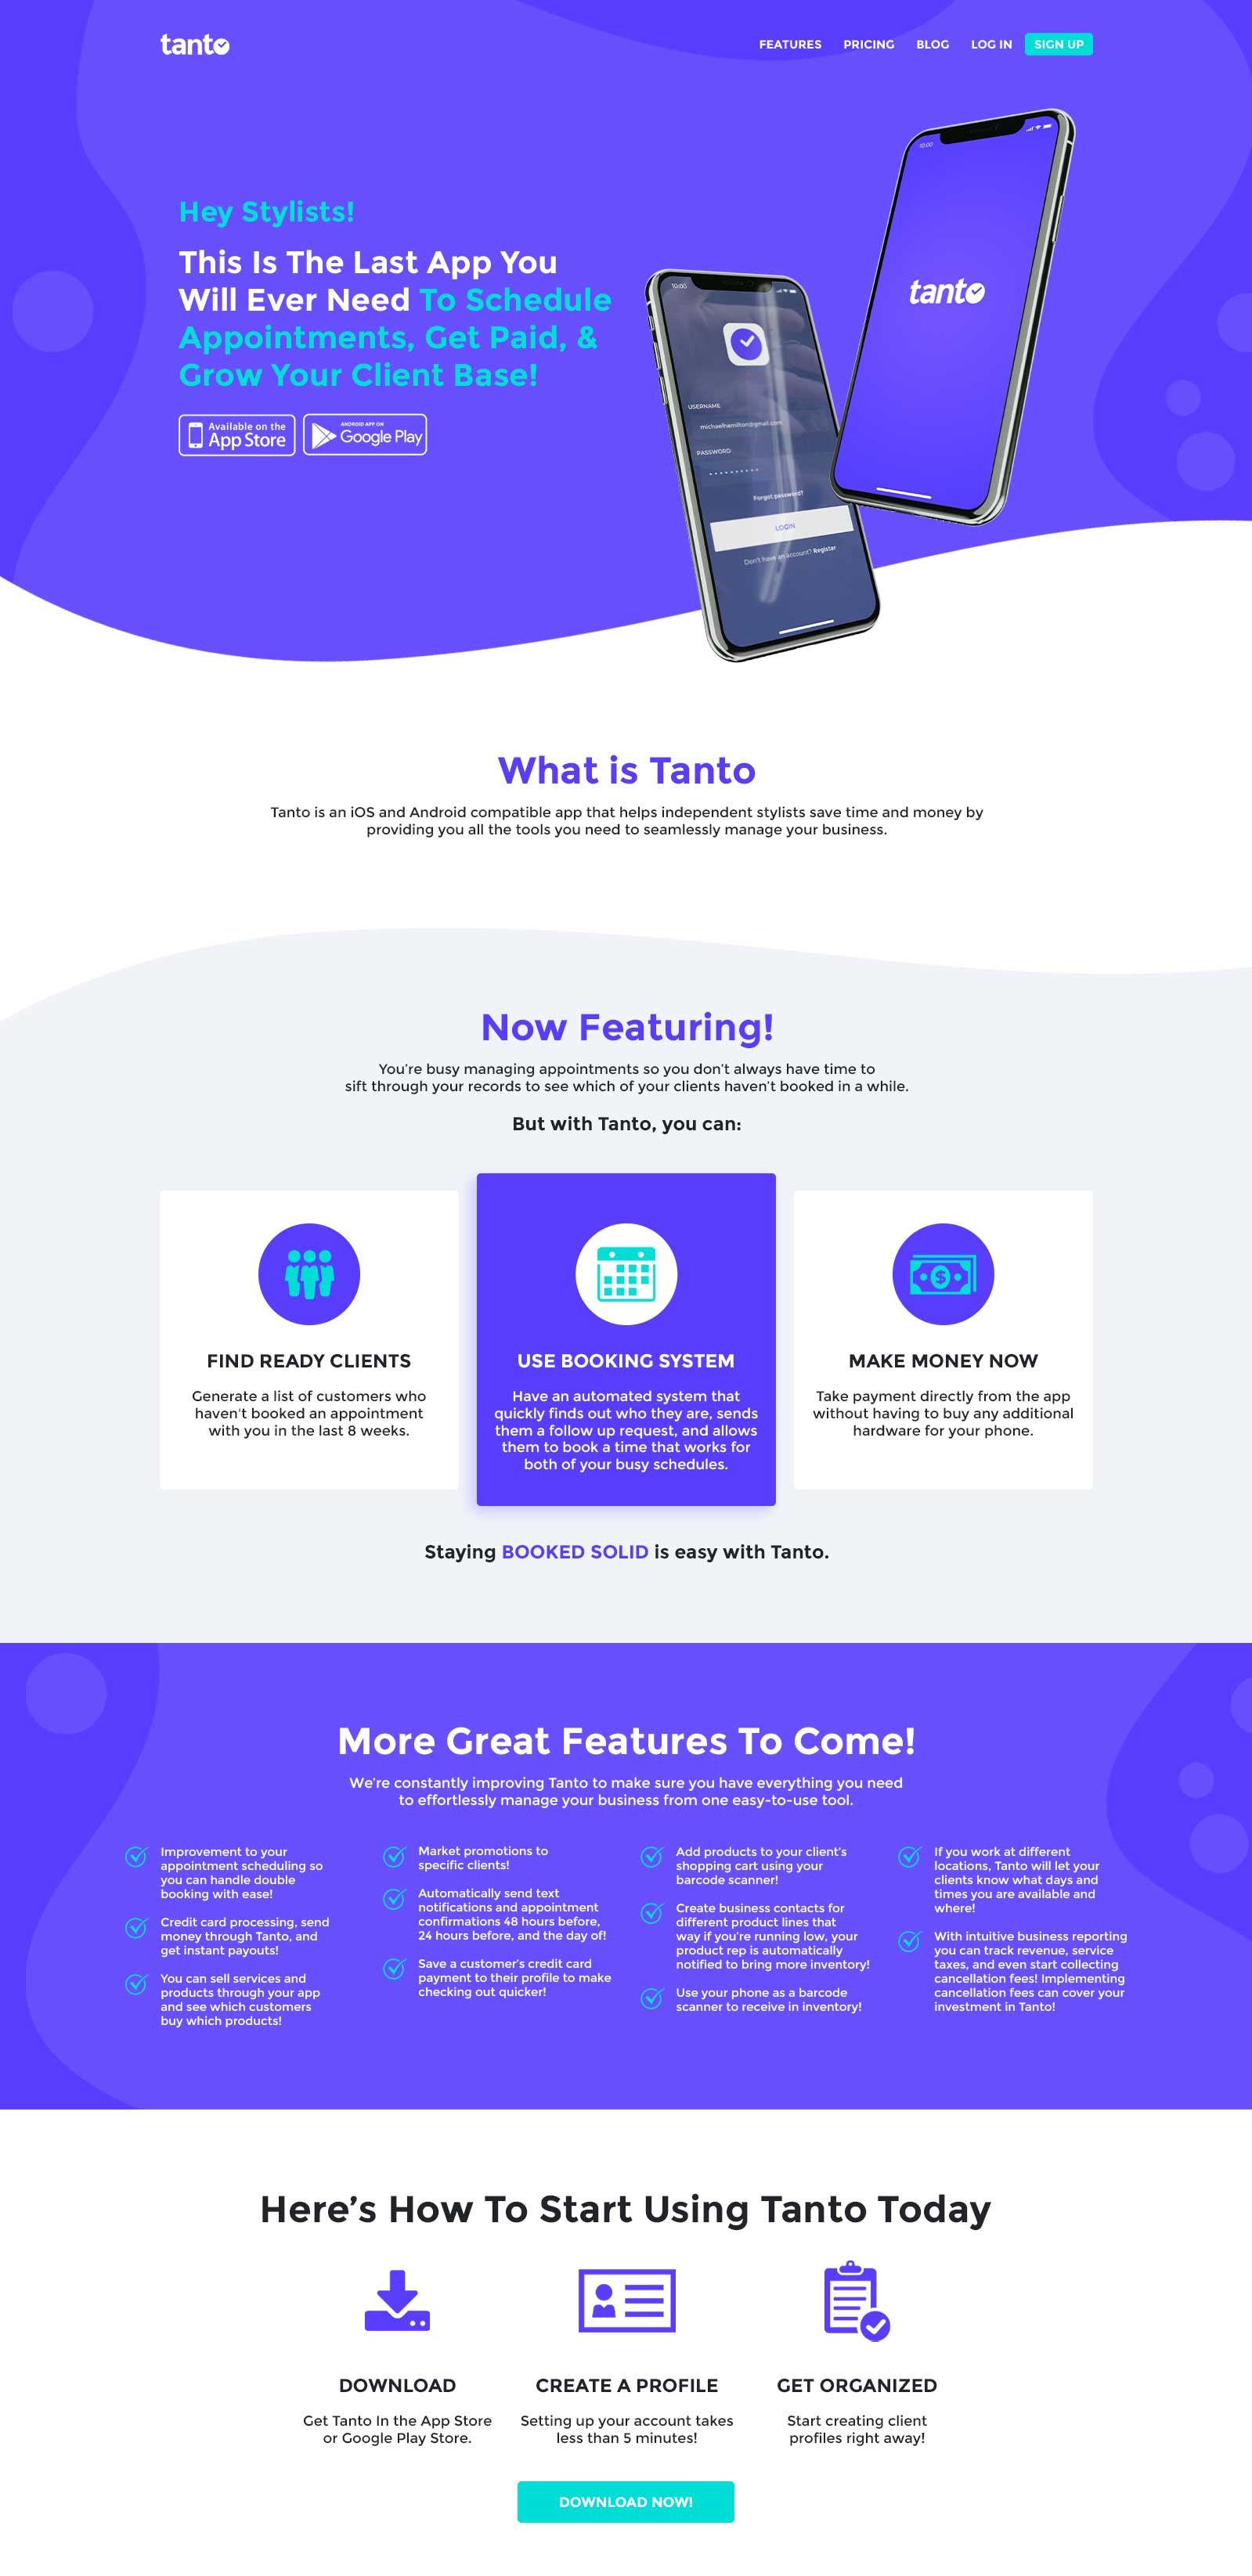 tanto
FEATURES
PRICING
BLOG
LOG IN
SIGN UP
Hey Stylists!
This Is The Last App You
Will Ever Need To Schedule
Appointments, Get Paid, &
Grow Your Client Base!
Available on the
App Store
ANDROID APP ON
Google Play
10:00
tanto
10:00
USERNAME
michaelhamilton@gmail.com
PASSWORD
Forgot password?
LOGIN
Don't have an account? Register
What is Tanto
Tanto is an iOS and Android compatible app that helps independent stylists save time and money by
providing you all the tools you need to seamlessly manage your business.
Now Featuring!
You're busy managing appointments so you don't always have time to
sift through your records to see which of your clients haven't booked in a while.
But with Tanto, you can:
FIND READY CLIENTS
Generate a list of customers who
haven't booked an appointment
with you in the last 8 weeks.
USE BOOKING SYSTEM
Have an automated system that
quickly finds out who they are, sends
them a follow up request, and allows
them to book a time that works for
both of your busy schedules.
MAKE MONEY NOW
Take payment directly from the app
without having to buy any additional
hardware for your phone.
Staying BOOKED SOLID is easy with Tanto.
More Great Features To Come!
We're constantly improving Tanto to make sure you have everything you need
to effortlessly manage your business from one easy-to-use tool.
Improvement to your
appointment scheduling so
you can handle double
booking with ease!
Credit card processing, send
money through Tanto, and
get instant payouts!
You can sell services and
products through your app
and see which customers
buy which products!
Market promotions to
specific clients!
Automatically send text
notifications and appointment
confirmations 48 hours before,
24 hours before, and the day of!
Save a customer's credit card
payment to their profile to make
checking out quicker!
Add products to your client's
shopping cart using your
barcode scanner!
Create business contacts for
different product lines that
way if you're running low, your
product rep is automatically
notified to bring more inventory!
Use your phone as a barcode
scanner to receive in inventory!
If you work at different
locations, Tanto will let your
clients know what days and
times you are available and
where!
With intuitive business reporting
you can track revenue, service
taxes, and even start collecting
cancellation fees! Implementing
cancellation fees can cover your
investment in Tanto!
Here's How To Start Using Tanto Today
DOWNLOAD
Get Tanto In the App Store
or Google Play Store.
CREATE A PROFILE
Setting up your account takes
less than 5 minutes!
GET ORGANIZED
Start creating client
profiles right away!
DOWNLOAD NOW!